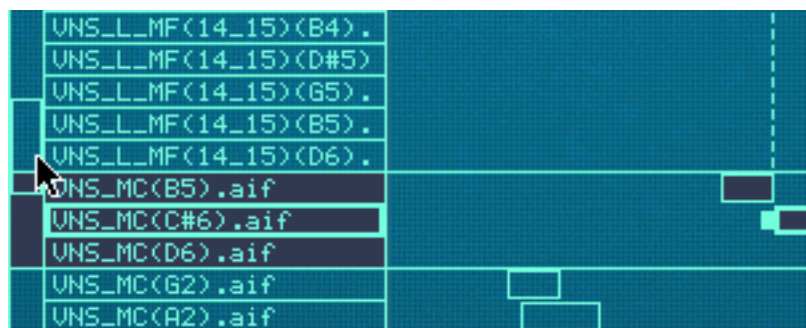 VNS_L_MF(14_15)(B4).
VNS_L_MF(14_15)(D#5)
VNS_L_MF(14_15)(G5).
VNS_L_MF(14_15)(B5).
VNS_L_MF(14_15)(D6).
VNS_MC(B5).aif
VNS_MC(C#6).aif
VNS_MC(D6).aif
VNS_MC(G2).aif
VNS_MC(A2).aif